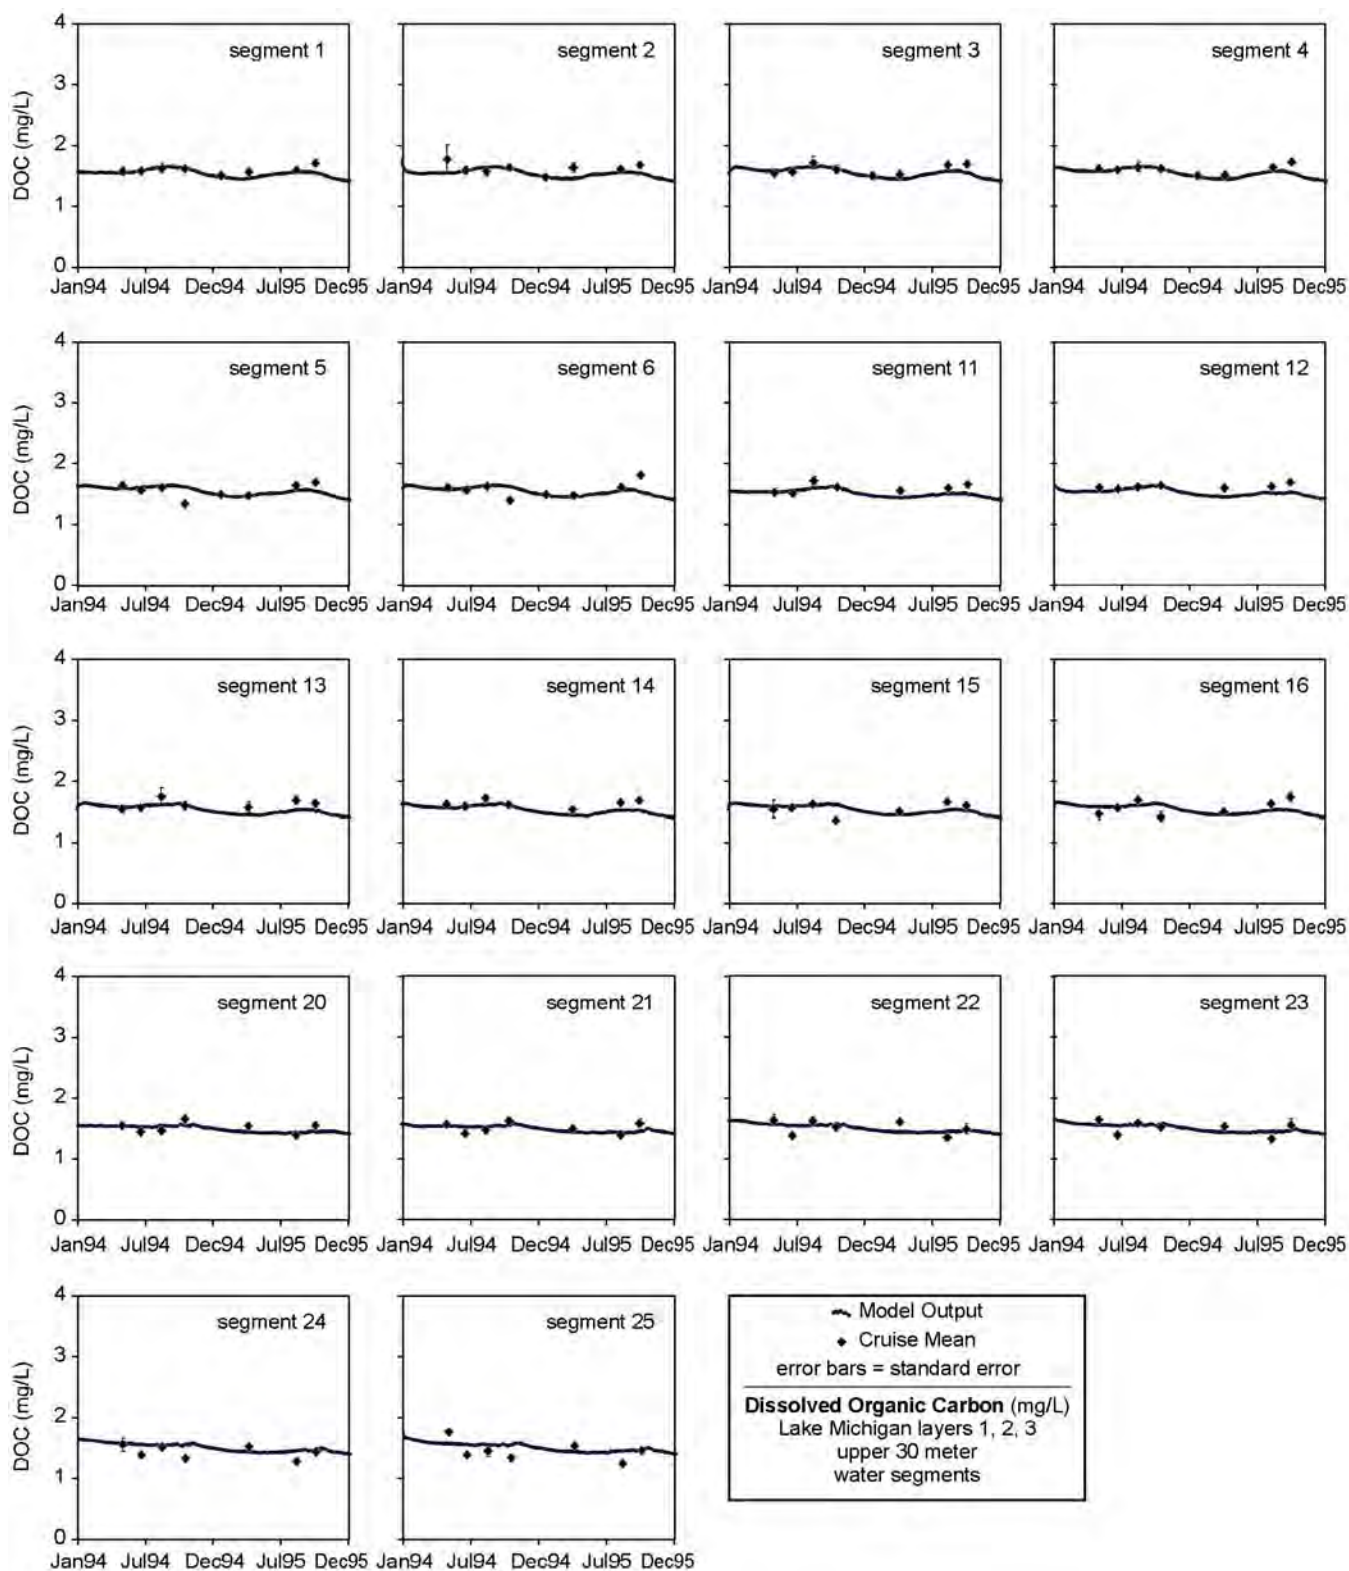 segment 1
segment 2
segment 3
segment 4
DOC (mg/L)
4
3
2
1
0
Jan94 Jul94 Dec94 Jul95 Dec95
Jan94 Jul94 Dec94 Jul95 Dec95
Jan94 Jul94 Dec94 Jul95 Dec95
Jan94 Jul94 Dec94 Jul95 Dec95
segment 5
segment 6
segment 11
segment 12
DOC (mg/L)
4
3
2
1
0
Jan94 Jul94 Dec94 Jul95 Dec95
Jan94 Jul94 Dec94 Jul95 Dec95
Jan94 Jul94 Dec94 Jul95 Dec95
Jan94 Jul94 Dec94 Jul95 Dec95
segment 13
segment 14
segment 15
segment 16
DOC (mg/L)
4
3
2
1
0
Jan94 Jul94 Dec94 Jul95 Dec95
Jan94 Jul94 Dec94 Jul95 Dec95
Jan94 Jul94 Dec94 Jul95 Dec95
Jan94 Jul94 Dec94 Jul95 Dec95
segment 20
segment 21
segment 22
segment 23
DOC (mg/L)
4
3
2
1
0
Jan94 Jul94 Dec94 Jul95 Dec95
Jan94 Jul94 Dec94 Jul95 Dec95
Jan94 Jul94 Dec94 Jul95 Dec95
Jan94 Jul94 Dec94 Jul95 Dec95
segment 24
segment 25
DOC (mg/L)
4
3
2
1
0
Jan94 Jul94 Dec94 Jul95 Dec95
Jan94 Jul94 Dec94 Jul95 Dec95
Model Output
Cruise Mean
error bars = standard error
Dissolved Organic Carbon (mg/L)
Lake Michigan layers 1, 2, 3
upper 30 meter
water segments